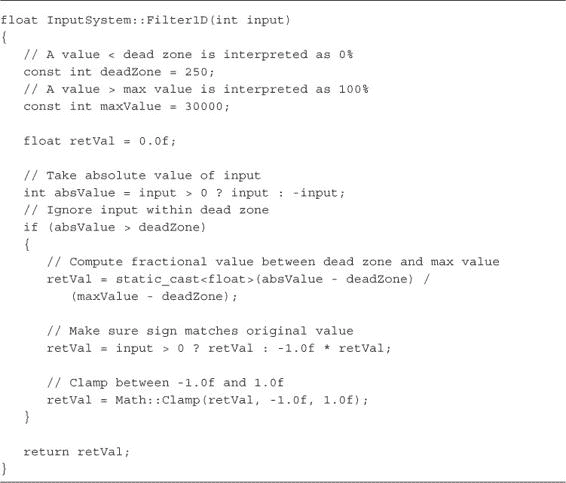 float InputSystem::Filter1D(int input)
{
   // A value < dead zone is interpreted as 0%
   const int deadZone = 250;
   // A value > max value is interpreted as 100%
   const int maxValue = 30000;

   float retVal = 0.0f;

   // Take absolute value of input
   int absValue = input > 0 ? input : -input;
   // Ignore input within dead zone
   if (absValue > deadZone)
   {
      // Compute fractional value between dead zone and max value
      retVal = static_cast<float>(absValue - deadZone) /
         (maxValue - deadZone);

      // Make sure sign matches original value
      retVal = input > 0 ? retVal : -1.0f * retVal;

      // Clamp between -1.0f and 1.0f
      retVal = Math::Clamp(retVal, -1.0f, 1.0f);
   }

   return retVal;
}